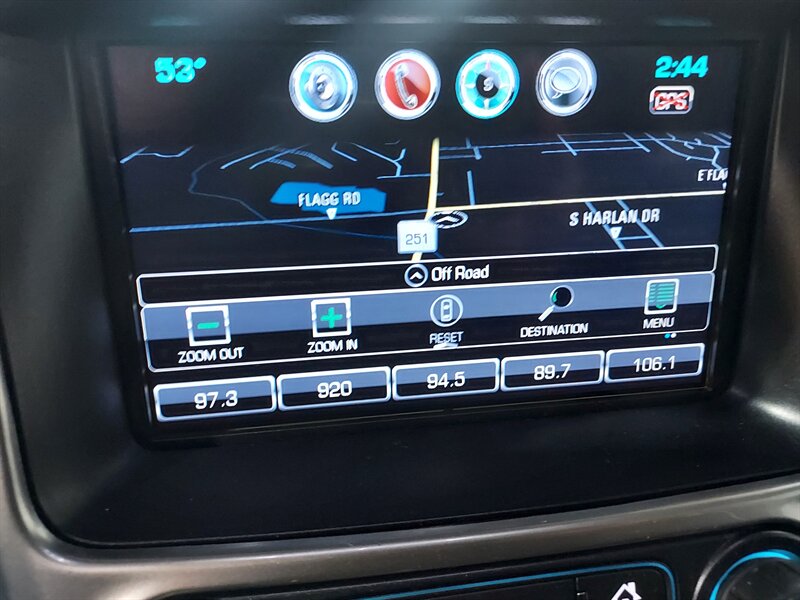 53° 2:44
GPS
E FLA
FLAGG RD
S HARLAN DR
251
Off Road
ZOOM OUT ZOOM IN RESET DESTINATION MENU
97.3 920 94.5 89.7 106.1